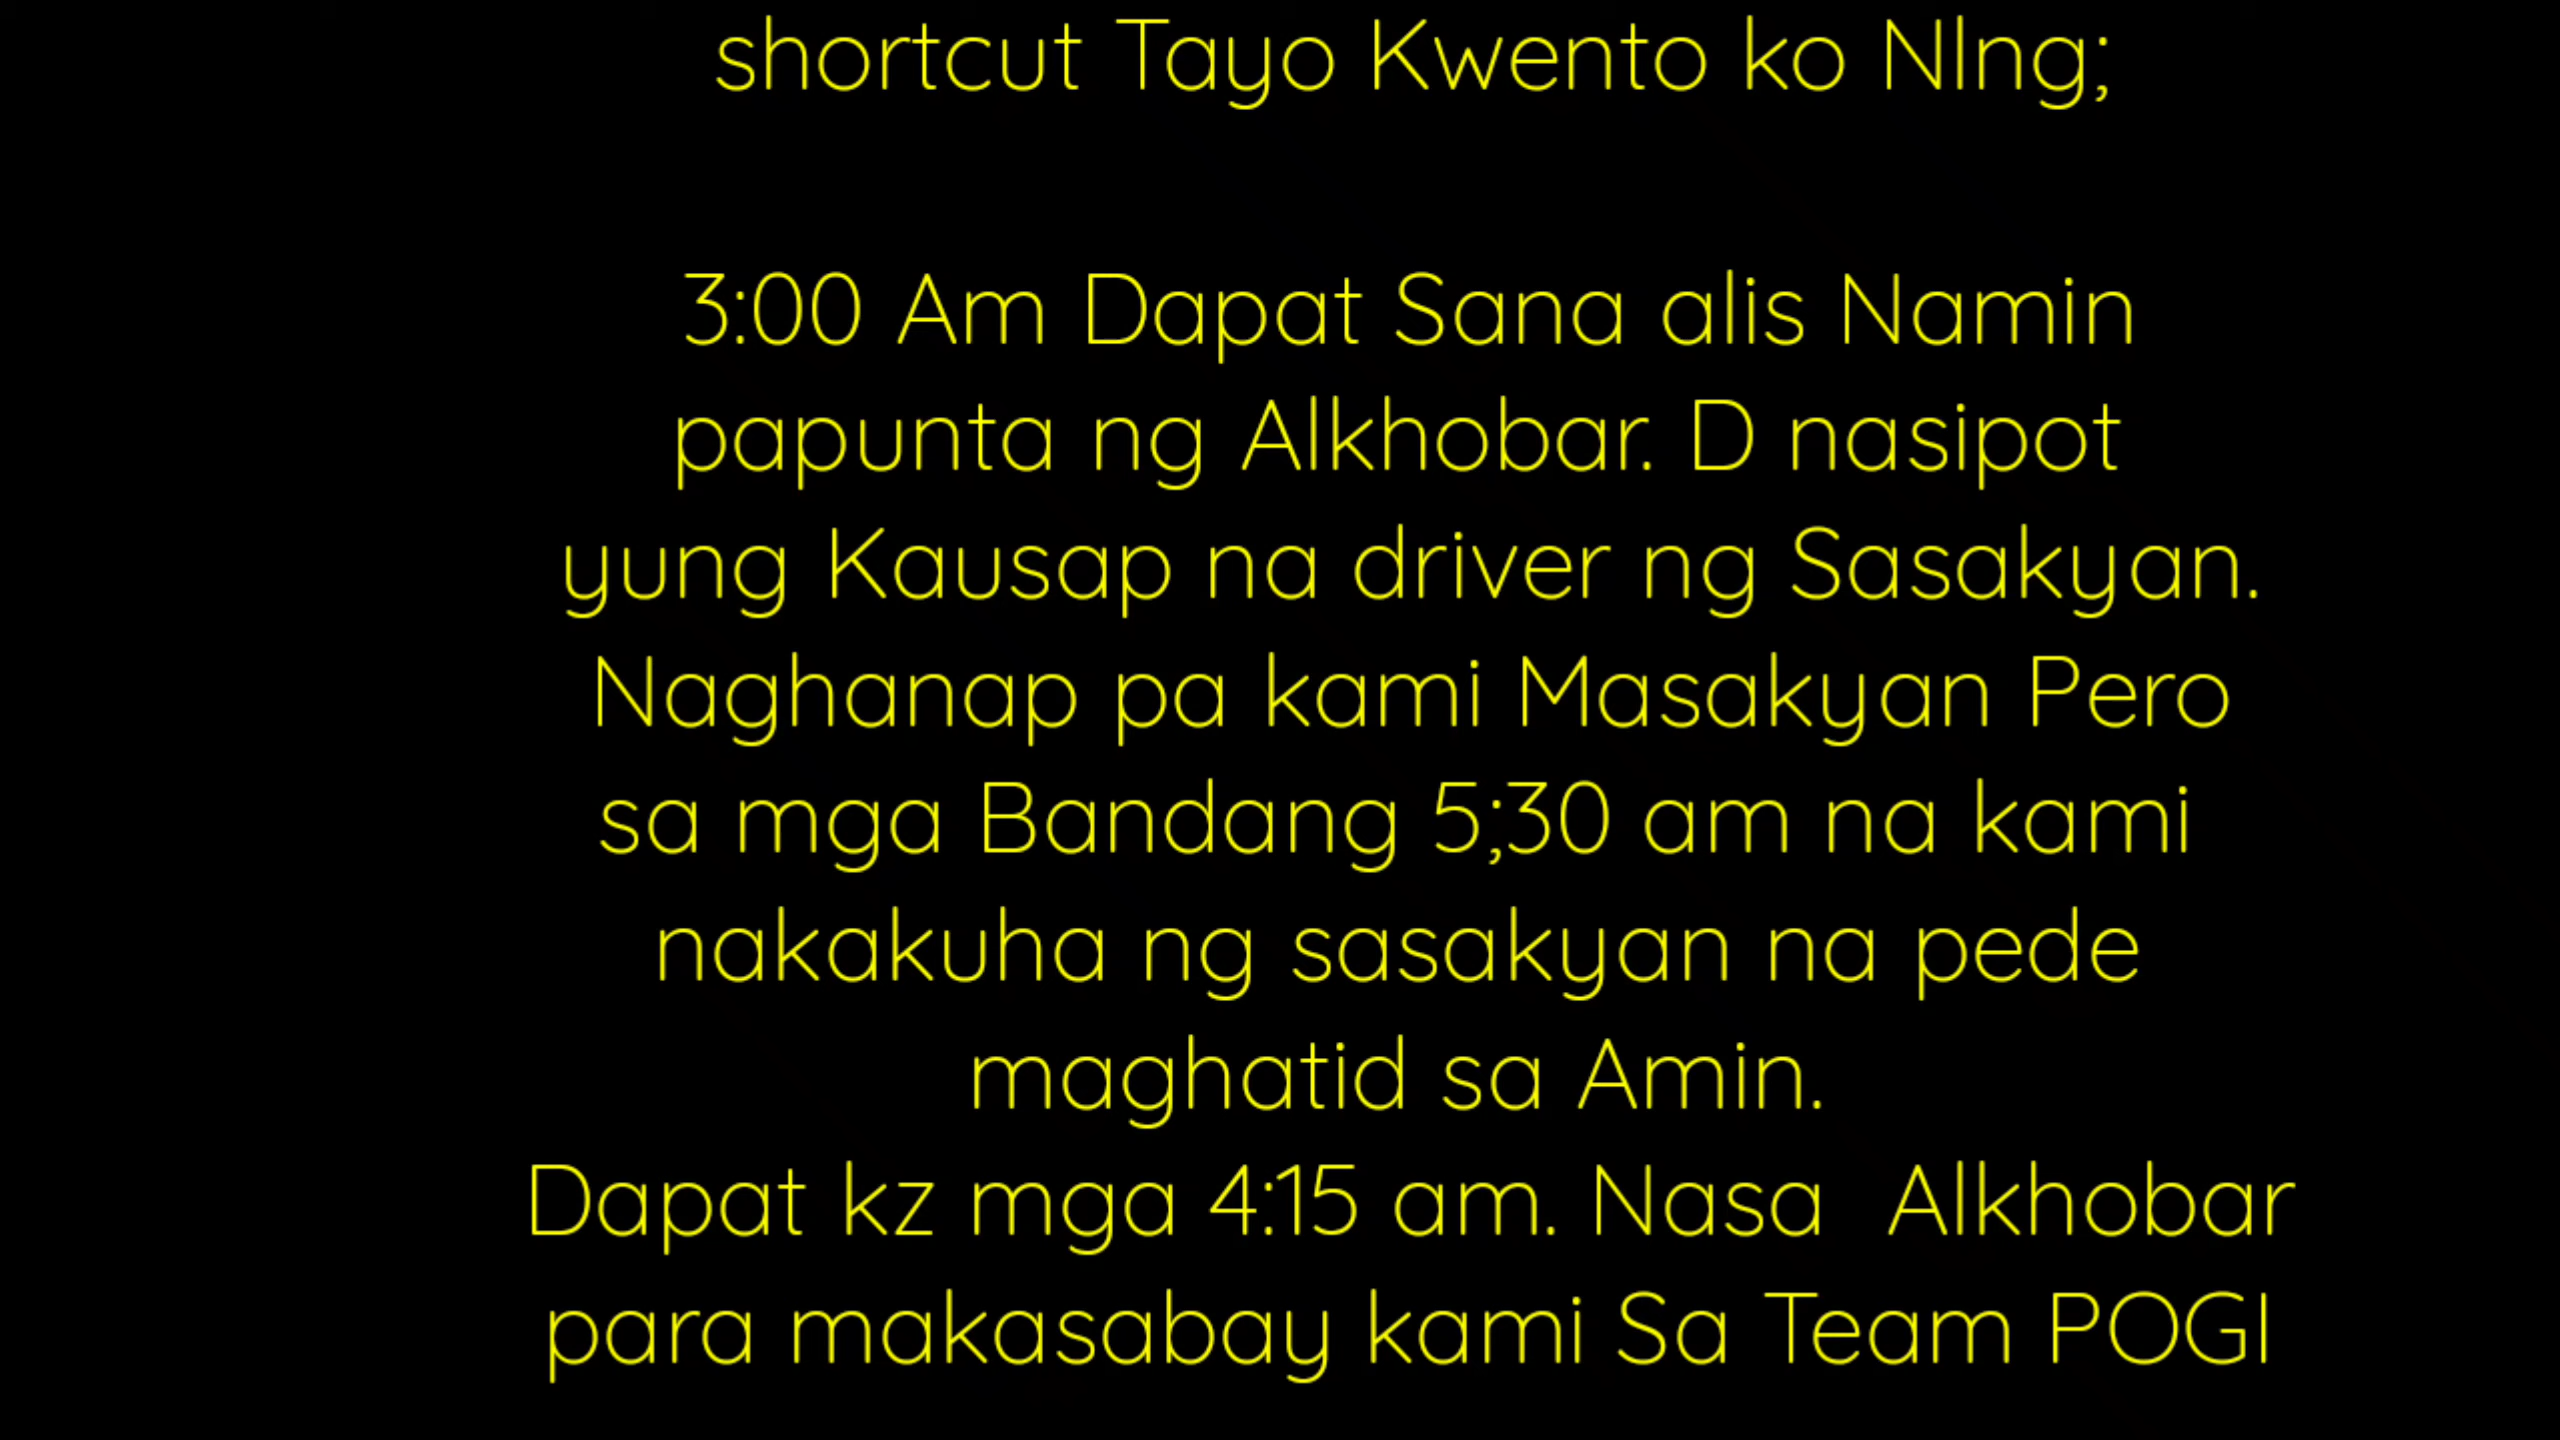 shortcut Tayo Kwento ko NIng;
3:00 Am Dapat Sana alis Namin
papunta ng Alkhobar. D nasipot
yung Kausap na driver ng Sasakyan.
Naghanap pa kami Masakyan Pero
sa mga Bandang 5;30 am na kami
nakakuha ng sasakyan na pede
maghatid sa Amin.
Dapat kz mga 4:15 am. Nasa  Alkhobar
para makasabay kami Sa Team POGI